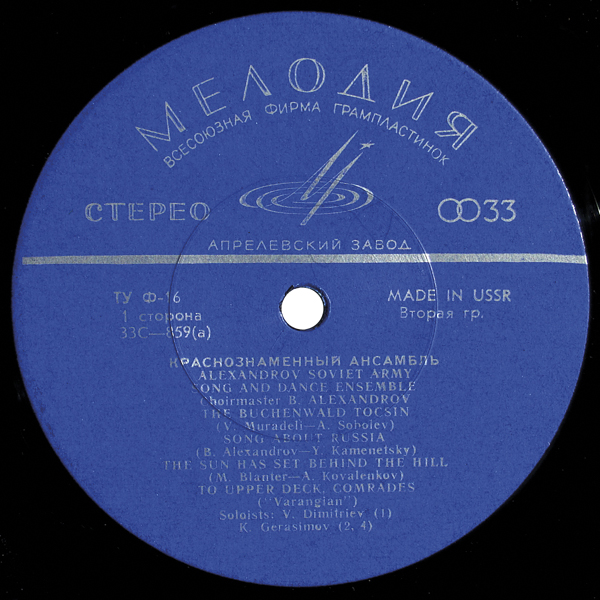 МЕЛОДИЯ
ВСЕСОЮЗНАЯ ФИРМА ГРАМПЛАСТИНОК
СТЕРЕО
33
АПРЕЛЕВСКИЙ ЗАВОД
ТУ Ф-16
MADE IN USSR
1 сторона
Вторая гр.
33С—859(а)
КРАСНОЗНАМЕННЫЙ АНСАМБЛЬ
ALEXANDROV SOVIET ARMY
SONG AND DANCE ENSEMBLE
Choirmaster B. ALEXANDROV
THE BUCHENWALD TOCSIN
(V. Muradeli—A. Sobolev)
SONG ABOUT RUSSIA
(B. Alexandrov—Y. Kamenetsky)
THE SUN HAS SET BEHIND THE HILL
(M. Blanter—A. Kovalenkov)
TO UPPER DECK, COMRADES
("Varangian")
Soloists: V. Dimitriev (1)
K. Gerasimov (2, 4)